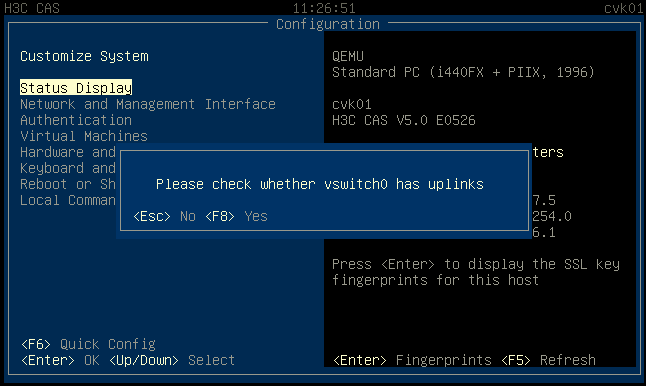 H3C CAS 11:26:51 cvk01
Configuration
Customize System
Status Display
Network and Management Interface
Authentication
Virtual Machines
Hardware and
Keyboard and
Reboot or Sh
Local Comman
QEMU
Standard PC (i440FX + PIIX, 1996)
cvk01
H3C CAS V5.0 E0526
ters
7.5
254.0
6.1
Please check whether vswitch0 has uplinks
<Esc> No <F8> Yes
Press <Enter> to display the SSL key
fingerprints for this host
<F6> Quick Config
<Enter> OK <Up/Down> Select
<Enter> Fingerprints <F5> Refresh